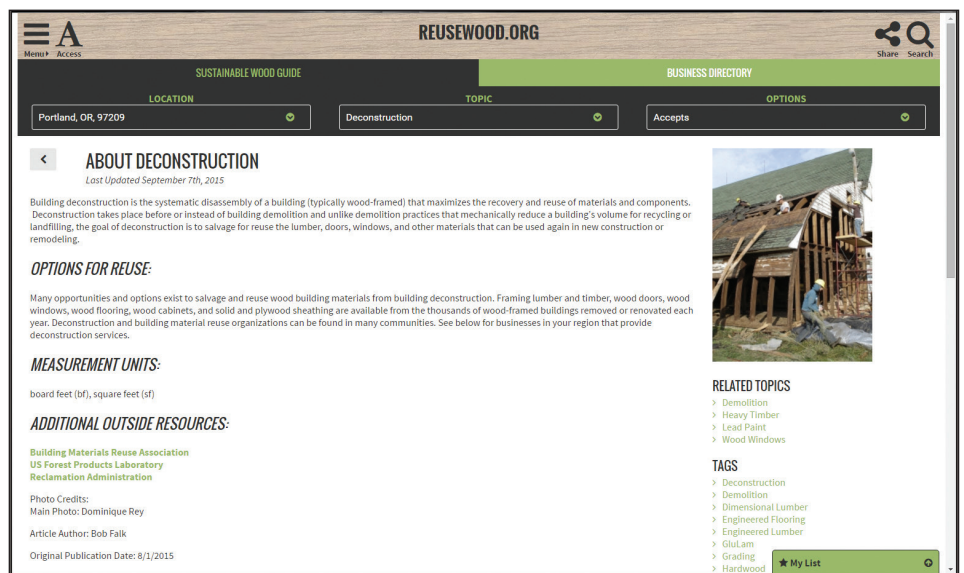 REUSEWOOD.ORG
A
Menu Access
Share Search
SUSTAINABLE WOOD GUIDE
BUSINESS DIRECTORY
LOCATION
TOPIC
OPTIONS
Portland, OR, 97209
Deconstruction
Accepts
ABOUT DECONSTRUCTION
Last Updated September 7th, 2015
Building deconstruction is the systematic disassembly of a building (typically wood-framed) that maximizes the recovery and reuse of materials and components.
Deconstruction takes place before or instead of building demolition and unlike demolition practices that mechanically reduce a building's volume for recycling or
landfilling, the goal of deconstruction is to salvage for reuse the lumber, doors, windows, and other materials that can be used again in new construction or
remodeling.
OPTIONS FOR REUSE:
Many opportunities and options exist to salvage and reuse wood building materials from building deconstruction. Framing lumber and timber, wood doors, wood
windows, wood flooring, wood cabinets, and solid and plywood sheathing are available from the thousands of wood-framed buildings removed or renovated each
year. Deconstruction and building material reuse organizations can be found in many communities. See below for businesses in your region that provide
deconstruction services.
MEASUREMENT UNITS:
board feet (bf), square feet (sf)
ADDITIONAL OUTSIDE RESOURCES:
Building Materials Reuse Association
US Forest Products Laboratory
Reclamation Administration
Photo Credits:
Main Photo: Dominique Rey
Article Author: Bob Falk
Original Publication Date: 8/1/2015
RELATED TOPICS
> Demolition
> Heavy Timber
> Lead Paint
> Wood Windows
TAGS
> Deconstruction
> Demolition
> Dimensional Lumber
> Engineered Flooring
> Engineered Lumber
> GluLam
> Grading
> Hardwood
My List